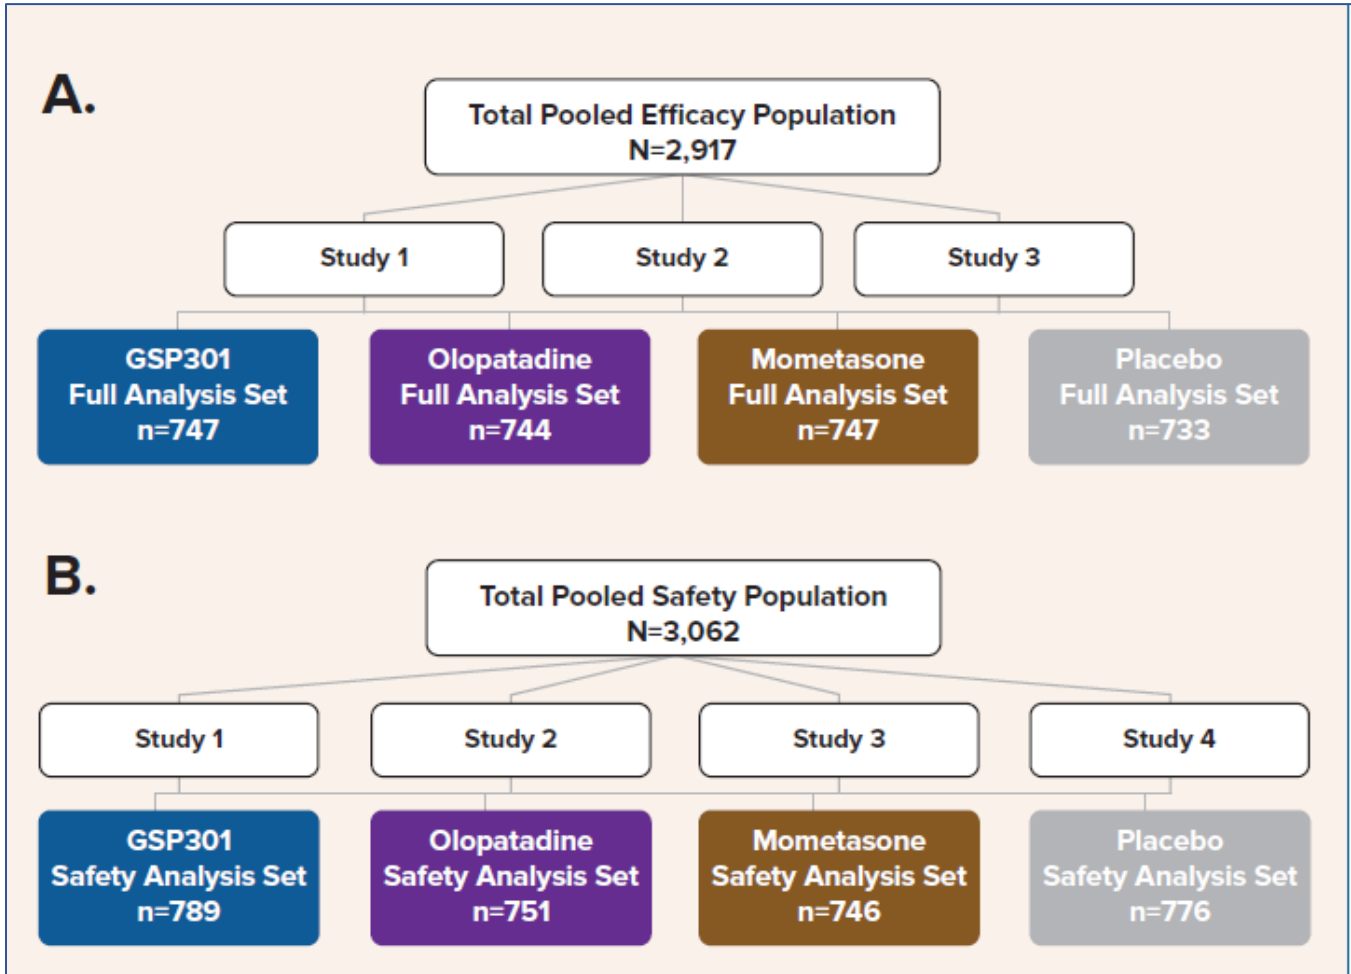 A.
Total Pooled Efficacy Population
N=2,917
Study 1
Study 2
Study 3
GSP301
Full Analysis Set
n=747
Olopatadine
Full Analysis Set
n=744
Mometasone
Full Analysis Set
n=747
Placebo
Full Analysis Set
n=733
B.
Total Pooled Safety Population
N=3,062
Study 1
Study 2
Study 3
Study 4
GSP301
Safety Analysis Set
n=789
Olopatadine
Safety Analysis Set
n=751
Mometasone
Safety Analysis Set
n=746
Placebo
Safety Analysis Set
n=776